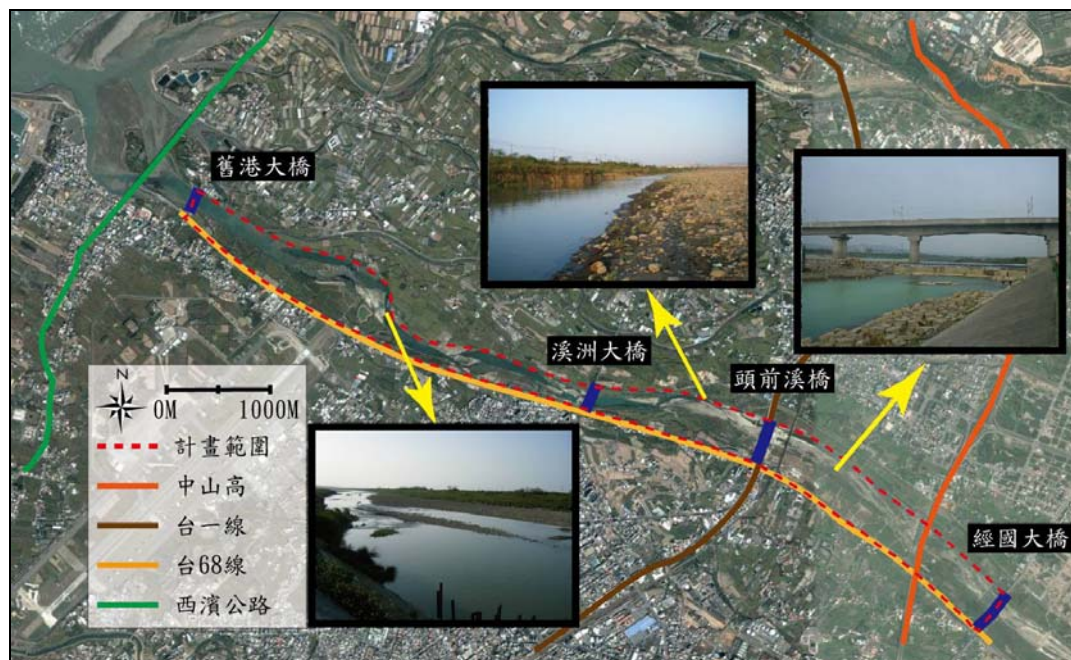 舊港大橋
溪洲大橋
頭前溪橋
經國大橋
N
0M 1000M
計畫範圍
中山高
台一線
台68線
西濱公路